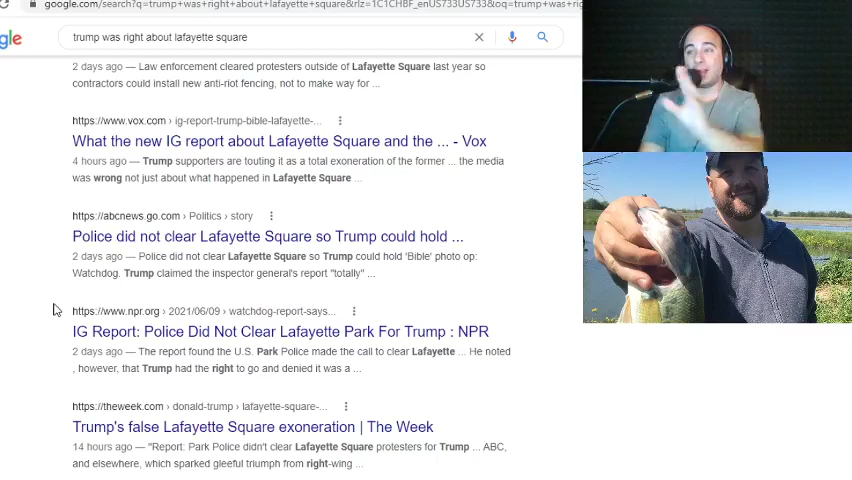 google.com/search?q=trump+was+right+about+lafayette+square&rlz=1C1CHBF_enUS733US733&oq=trump+was+ri
gle
trump was right about lafayette square
2 days ago — Law enforcement cleared protesters outside of Lafayette Square last year so
contractors could install new anti-riot fencing, not to make way for ...
https://www.vox.com › ig-report-trump-bible-lafayette-...
What the new IG report about Lafayette Square and the ... - Vox
4 hours ago — Trump supporters are touting it as a total exoneration of the former ... the media
was wrong not just about what happened in Lafayette Square ...
https://abcnews.go.com › Politics › story
Police did not clear Lafayette Square so Trump could hold ...
2 days ago — Police did not clear Lafayette Square so Trump could hold 'Bible' photo op:
Watchdog. Trump claimed the inspector general's report "totally" ...
https://www.npr.org › 2021/06/09 › watchdog-report-says...
IG Report: Police Did Not Clear Lafayette Park For Trump : NPR
2 days ago — The report found the U.S. Park Police made the call to clear Lafayette ... He noted
, however, that Trump had the right to go and denied it was a ...
https://theweek.com › donald-trump › lafayette-square-...
Trump's false Lafayette Square exoneration | The Week
14 hours ago — "Report: Park Police didn't clear Lafayette Square protesters for Trump ... ABC,
and elsewhere, which sparked gleeful triumph from right-wing ...